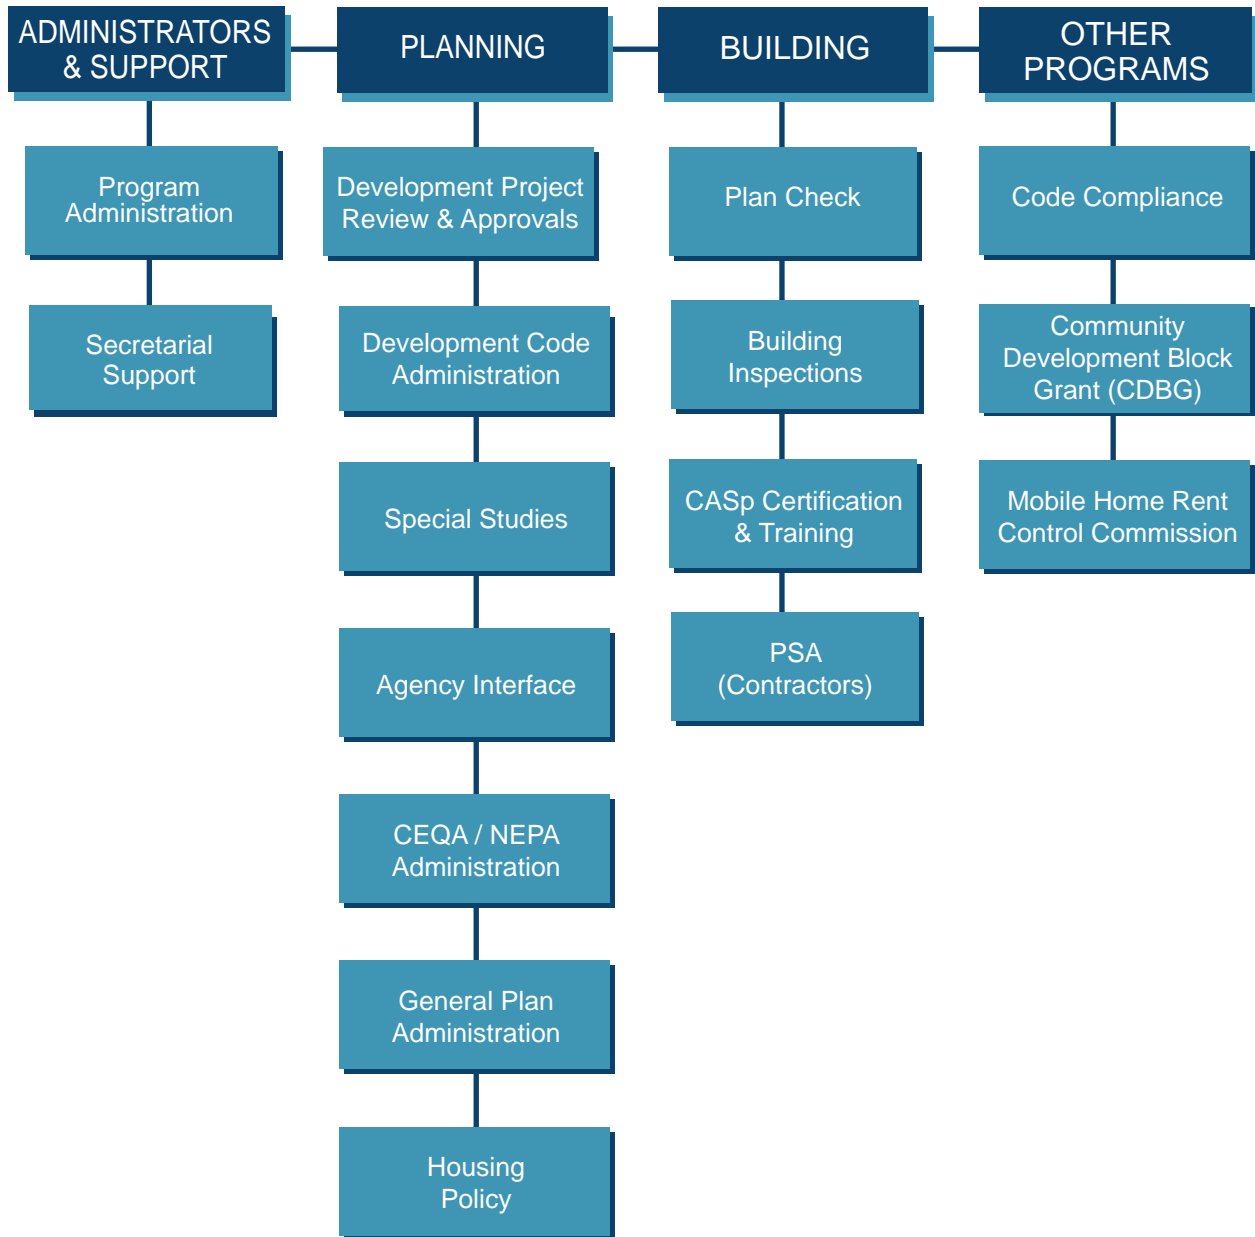 ADMINISTRATORS
& SUPPORT
Program
Administration
Secretarial
Support
PLANNING
Development Project
Review & Approvals
Development Code
Administration
Special Studies
Agency Interface
CEQA / NEPA
Administration
General Plan
Administration
Housing
Policy
BUILDING
Plan Check
Building
Inspections
CASp Certification
& Training
PSA
(Contractors)
OTHER
PROGRAMS
Code Compliance
Community
Development Block
Grant (CDBG)
Mobile Home Rent
Control Commission